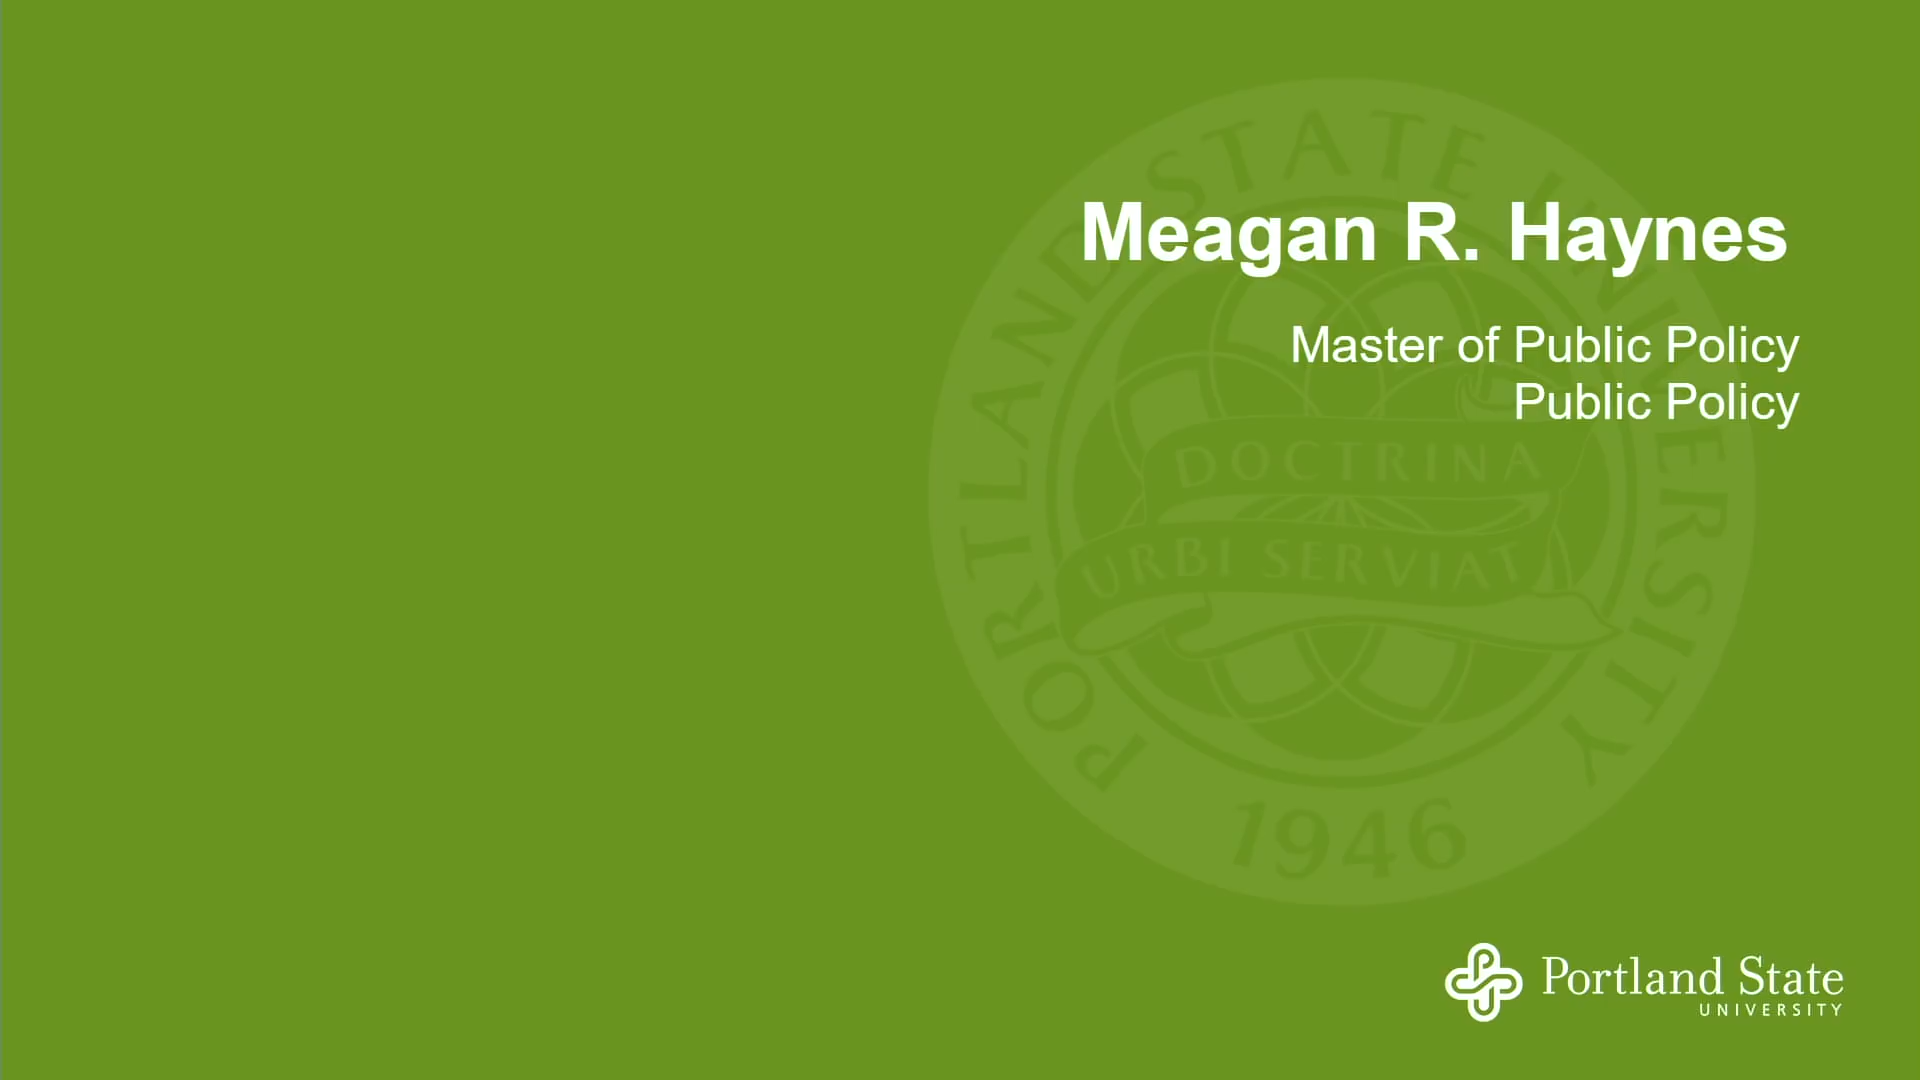 Meagan R. Haynes
Master of Public Policy
Public Policy
PORTLAND STATE UNIVERSITY
DOCTRINA
URBI SERVIAT
1946
Portland State
UNIVERSITY